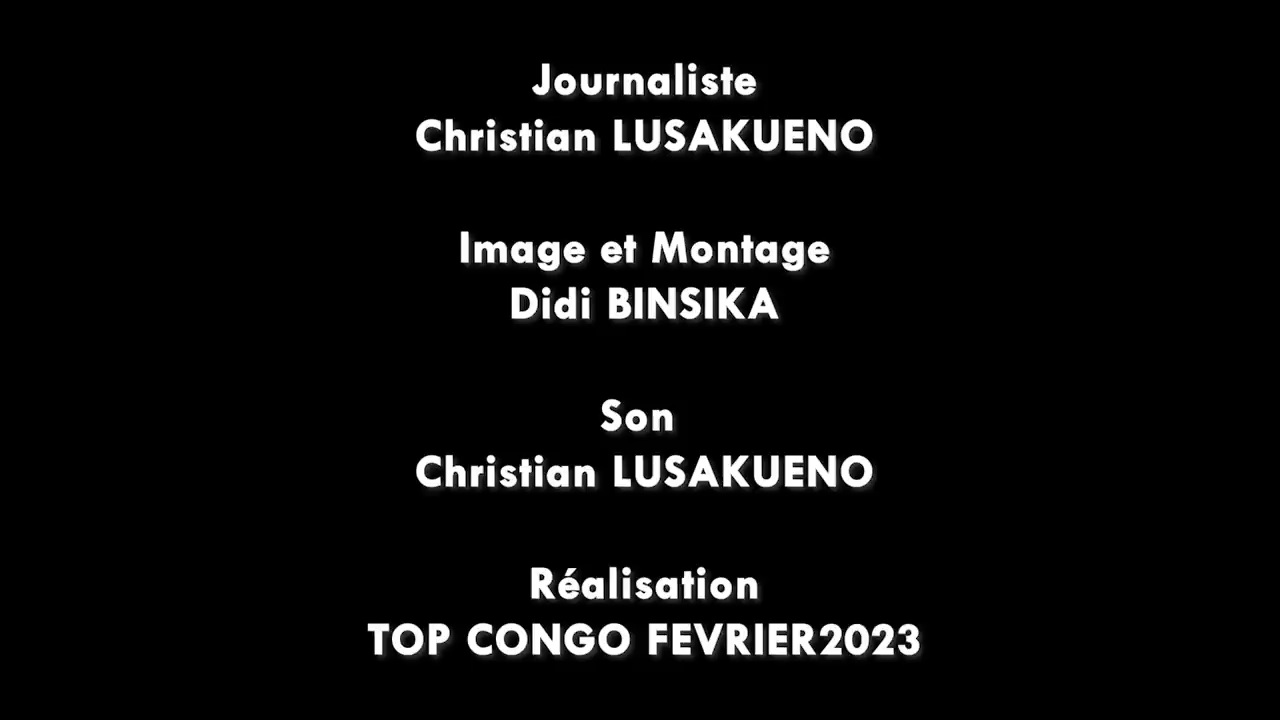 Journaliste
Christian LUSAKUENO
Image et Montage
Didi BINSIKA
Son
Christian LUSAKUENO
Réalisation
TOP CONGO FEVRIER2023